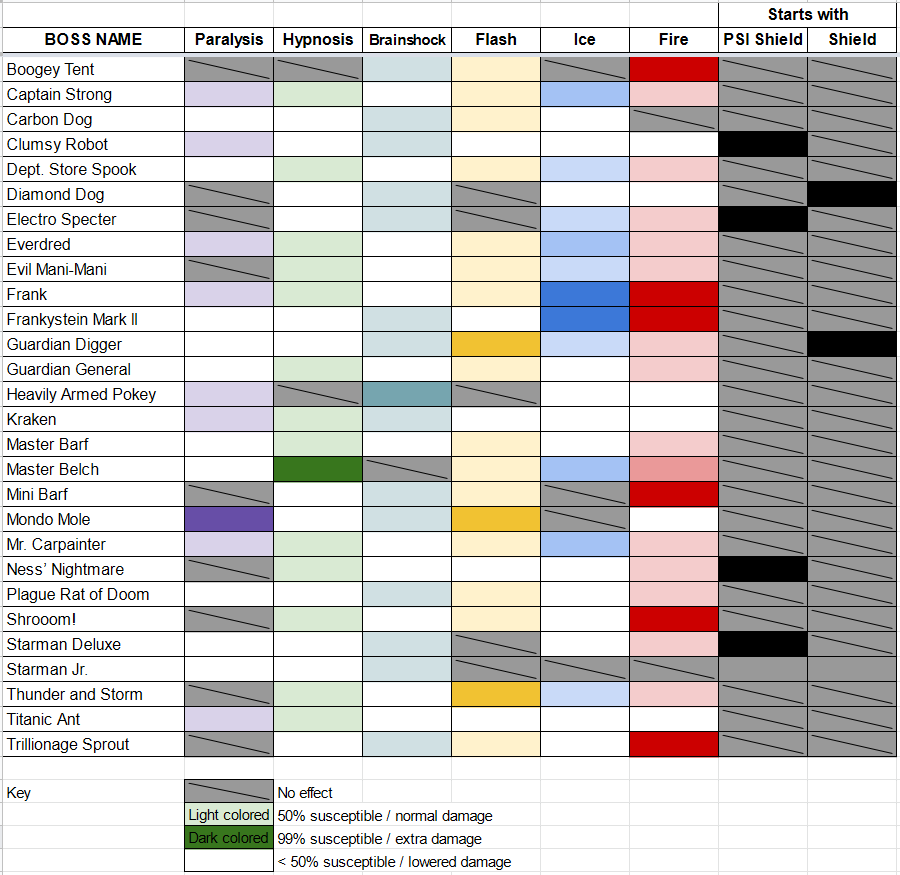 Starts with
BOSS NAME Paralysis Hypnosis Brainshock Flash Ice Fire PSI Shield Shield
Boogey Tent
Captain Strong
Carbon Dog
Clumsy Robot
Dept. Store Spook
Diamond Dog
Electro Specter
Everdred
Evil Mani-Mani
Frank
Frankystein Mark II
Guardian Digger
Guardian General
Heavily Armed Pokey
Kraken
Master Barf
Master Belch
Mini Barf
Mondo Mole
Mr. Carpainter
Ness’ Nightmare
Plague Rat of Doom
Shrooom!
Starman Deluxe
Starman Jr.
Thunder and Storm
Titanic Ant
Trillionage Sprout
Key No effect
Light colored 50% susceptible / normal damage
Dark colored 99% susceptible / extra damage
< 50% susceptible / lowered damage